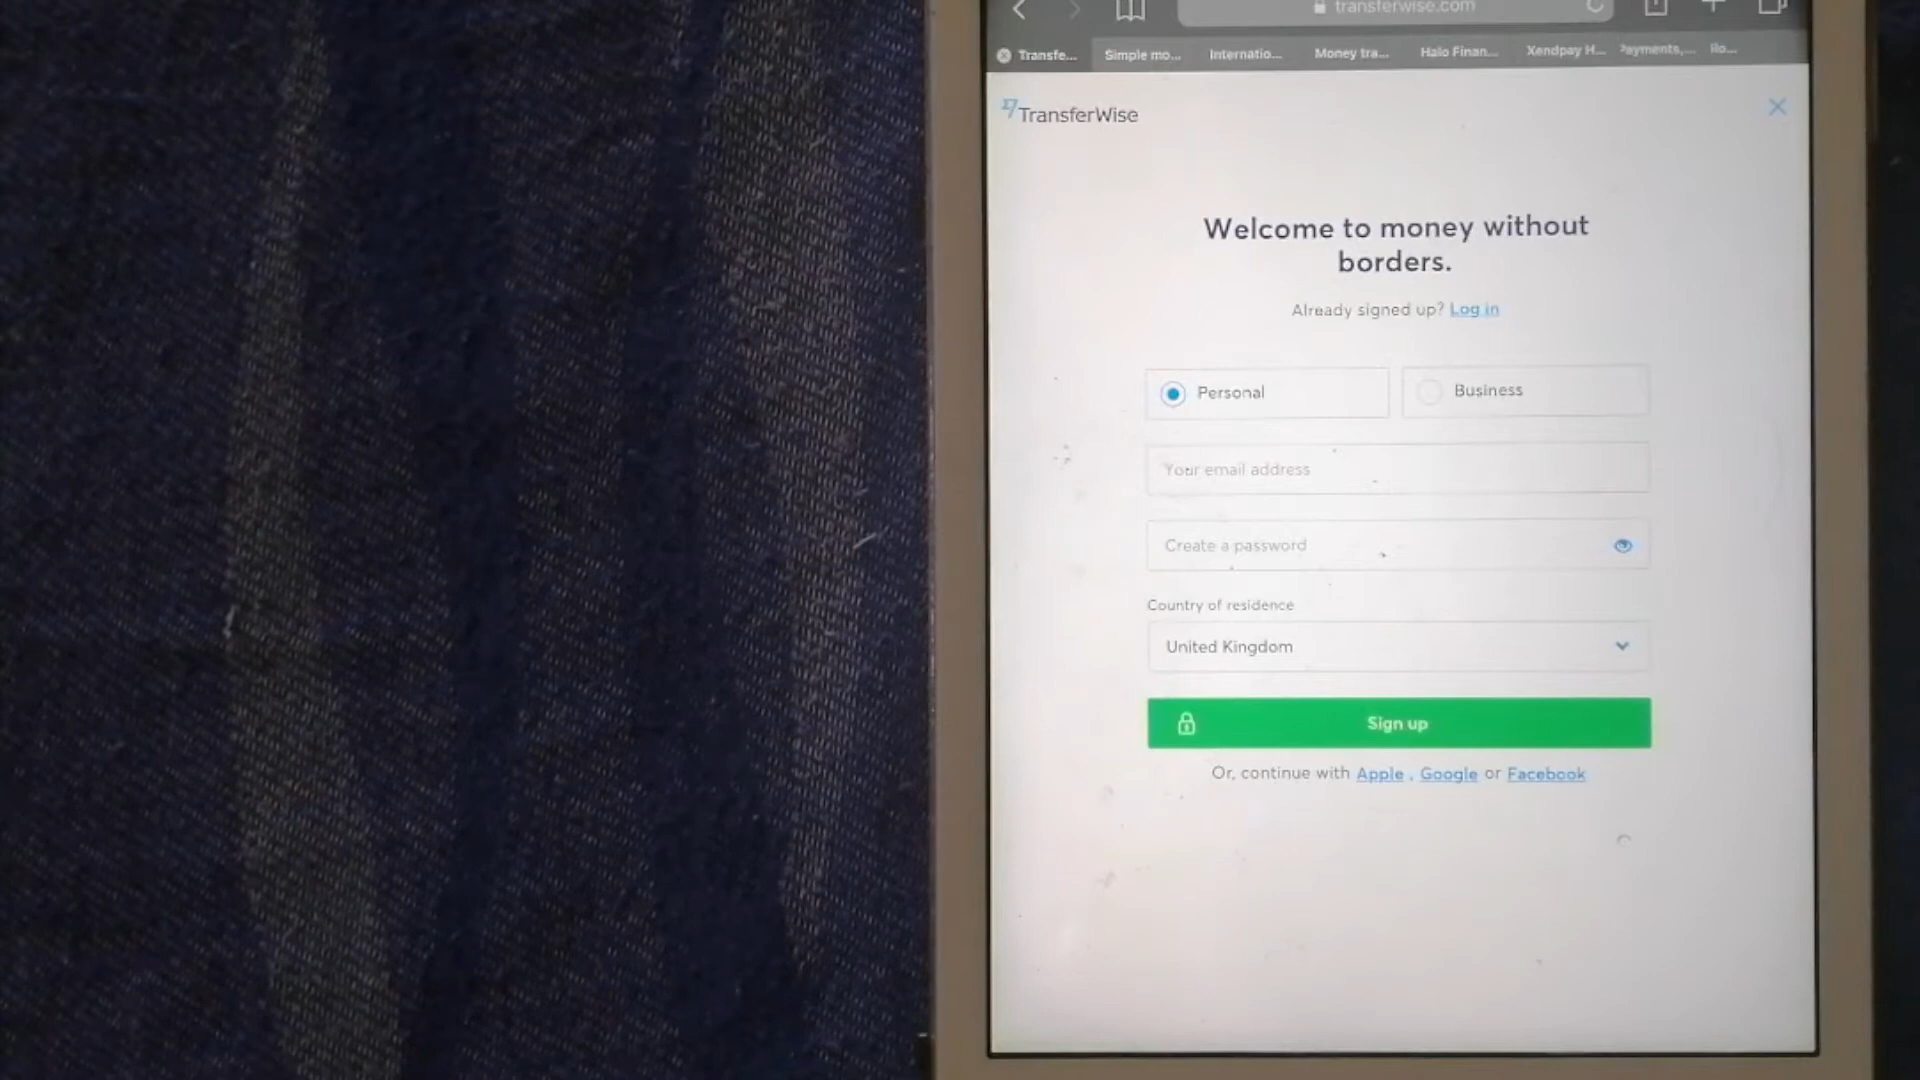 transferwise.com
Transfe... Simple mo... Internatio... Money tra... Halo Finan... Xendpay H... Payments,... Ilo...
TransferWise
Welcome to money without
borders.
Already signed up? Log in
Personal Business
Your email address
Create a password
Country of residence
United Kingdom
Sign up
Or, continue with Apple , Google or Facebook